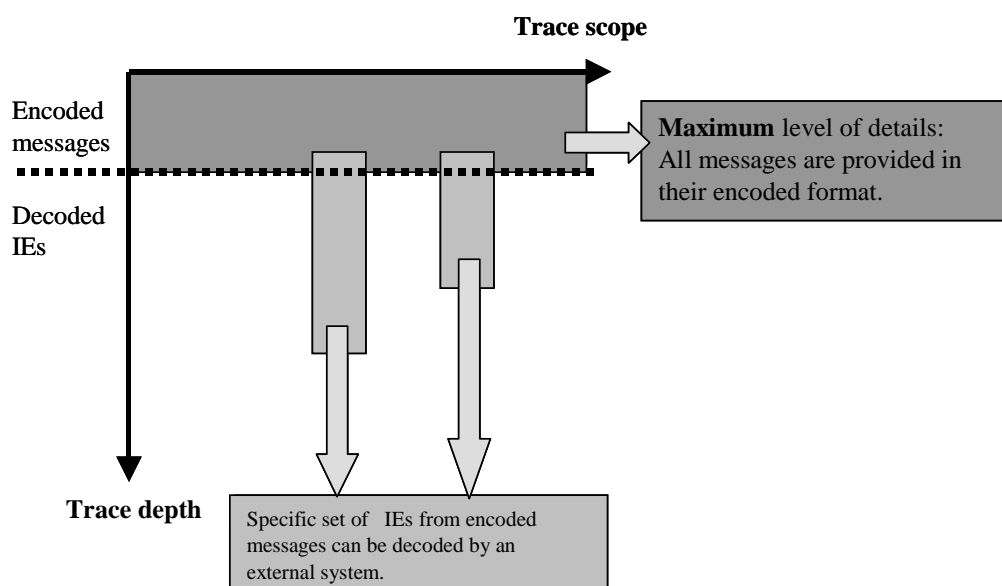 Trace scope
Encoded
messages
Maximum level of details:
All messages are provided in
their encoded format.
Decoded
IEs
Trace depth
Specific set of IEs from encoded
messages can be decoded by an
external system.